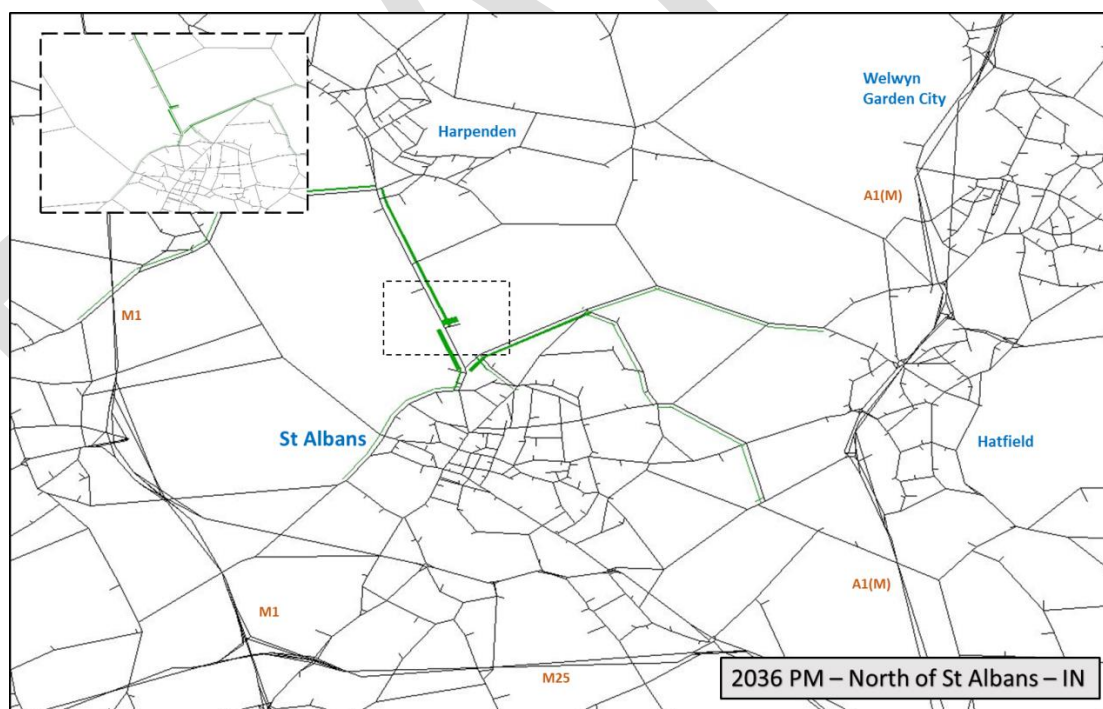 Welwyn
Garden City
Harpenden
A1(M)
M1
St Albans
Hatfield
A1(M)
M1
M25
2036 PM – North of St Albans – IN